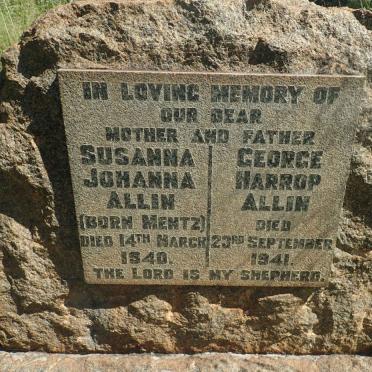 IN LOVING MEMORY OF
OUR DEAR
MOTHER AND FATHER
SUSANNA
JOHANNA
ALLIN
(BORN MENTZ)
DIED 14TH MARCH
1940.
GEORGE
HARROP
ALLIN
DIED
23RD SEPTEMBER
1941.
THE LORD IS MY SHEPHERD.